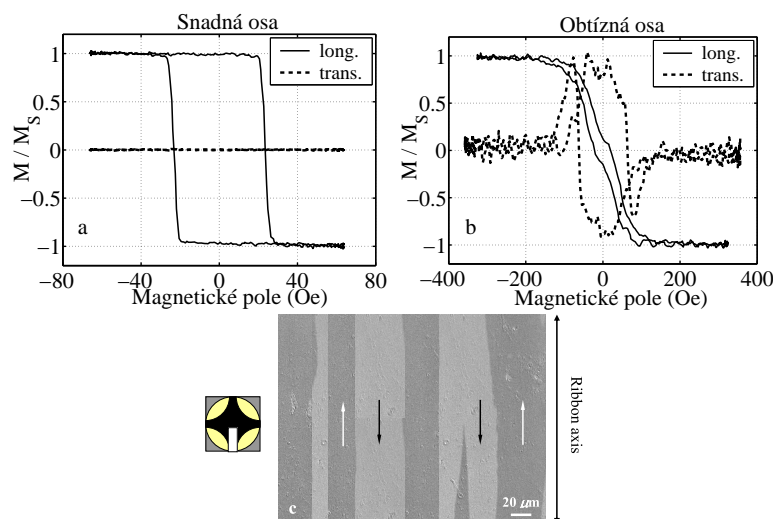 Snadná osa
long.
trans.
1
0.5
0
−0.5
−1
M / M_S
a
−80
−40
0
40
80
Magnetické pole (Oe)
Obtízná osa
long.
trans.
1
0.5
0
−0.5
−1
M / M_S
b
−400
−200
0
200
400
Magnetické pole (Oe)
Ribbon axis
c
20 μm